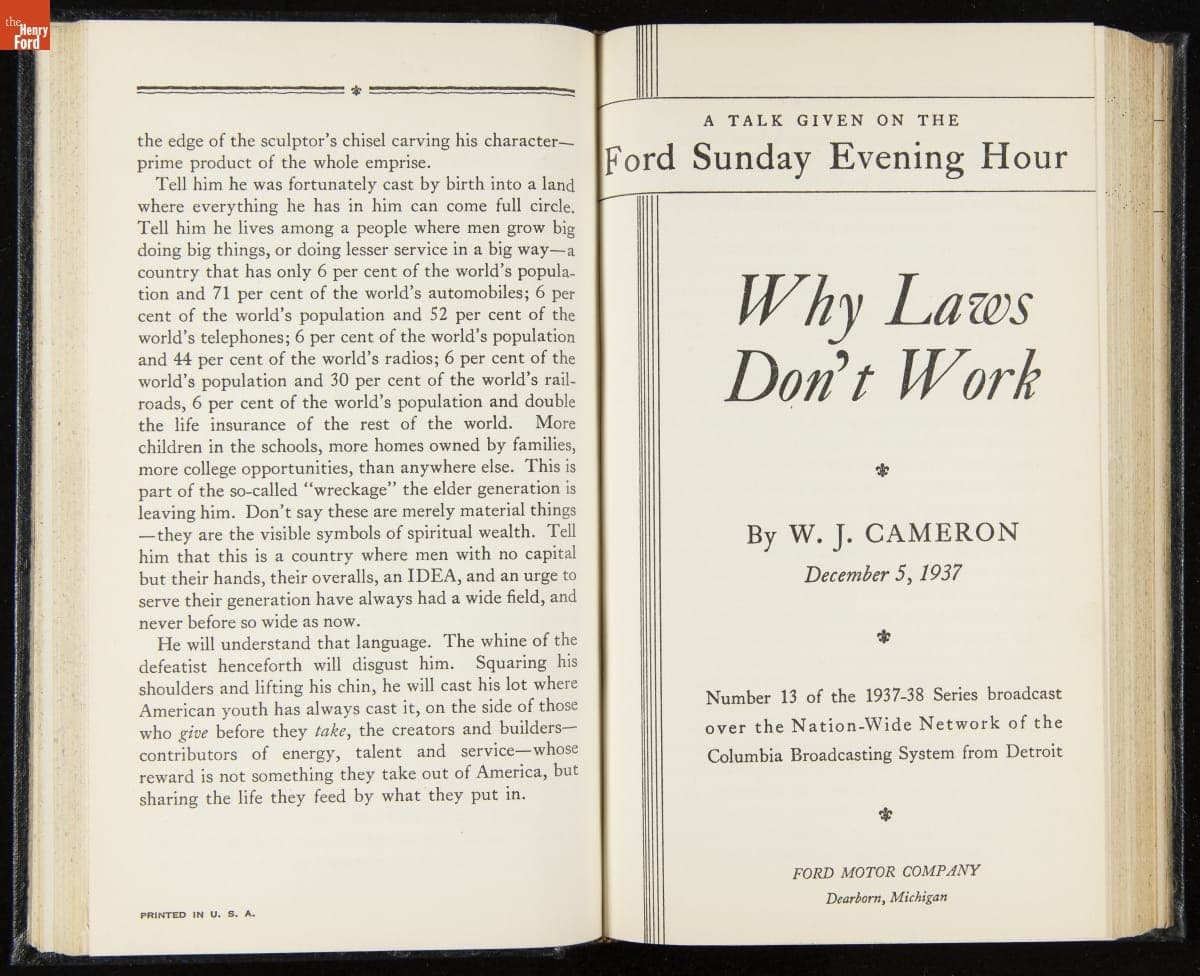 the
Henry
Ford
the edge of the sculptor's chisel carving his character—
prime product of the whole emprise.
Tell him he was fortunately cast by birth into a land
where everything he has in him can come full circle.
Tell him he lives among a people where men grow big
doing big things, or doing lesser service in a big way—a
country that has only 6 per cent of the world's popula-
tion and 71 per cent of the world's automobiles; 6 per
cent of the world's population and 52 per cent of the
world's telephones; 6 per cent of the world's population
and 44 per cent of the world's radios; 6 per cent of the
world's population and 30 per cent of the world's rail-
roads, 6 per cent of the world's population and double
the life insurance of the rest of the world. More
children in the schools, more homes owned by families,
more college opportunities, than anywhere else. This is
part of the so-called "wreckage" the elder generation is
leaving him. Don't say these are merely material things
—they are the visible symbols of spiritual wealth. Tell
him that this is a country where men with no capital
but their hands, their overalls, an IDEA, and an urge to
serve their generation have always had a wide field, and
never before so wide as now.
He will understand that language. The whine of the
defeatist henceforth will disgust him. Squaring his
shoulders and lifting his chin, he will cast his lot where
American youth has always cast it, on the side of those
who give before they take, the creators and builders—
contributors of energy, talent and service—whose
reward is not something they take out of America, but
sharing the life they feed by what they put in.
PRINTED IN U. S. A.
A TALK GIVEN ON THE
Ford Sunday Evening Hour
Why Laws
Don't Work
By W. J. CAMERON
December 5, 1937
Number 13 of the 1937-38 Series broadcast
over the Nation-Wide Network of the
Columbia Broadcasting System from Detroit
FORD MOTOR COMPANY
Dearborn, Michigan